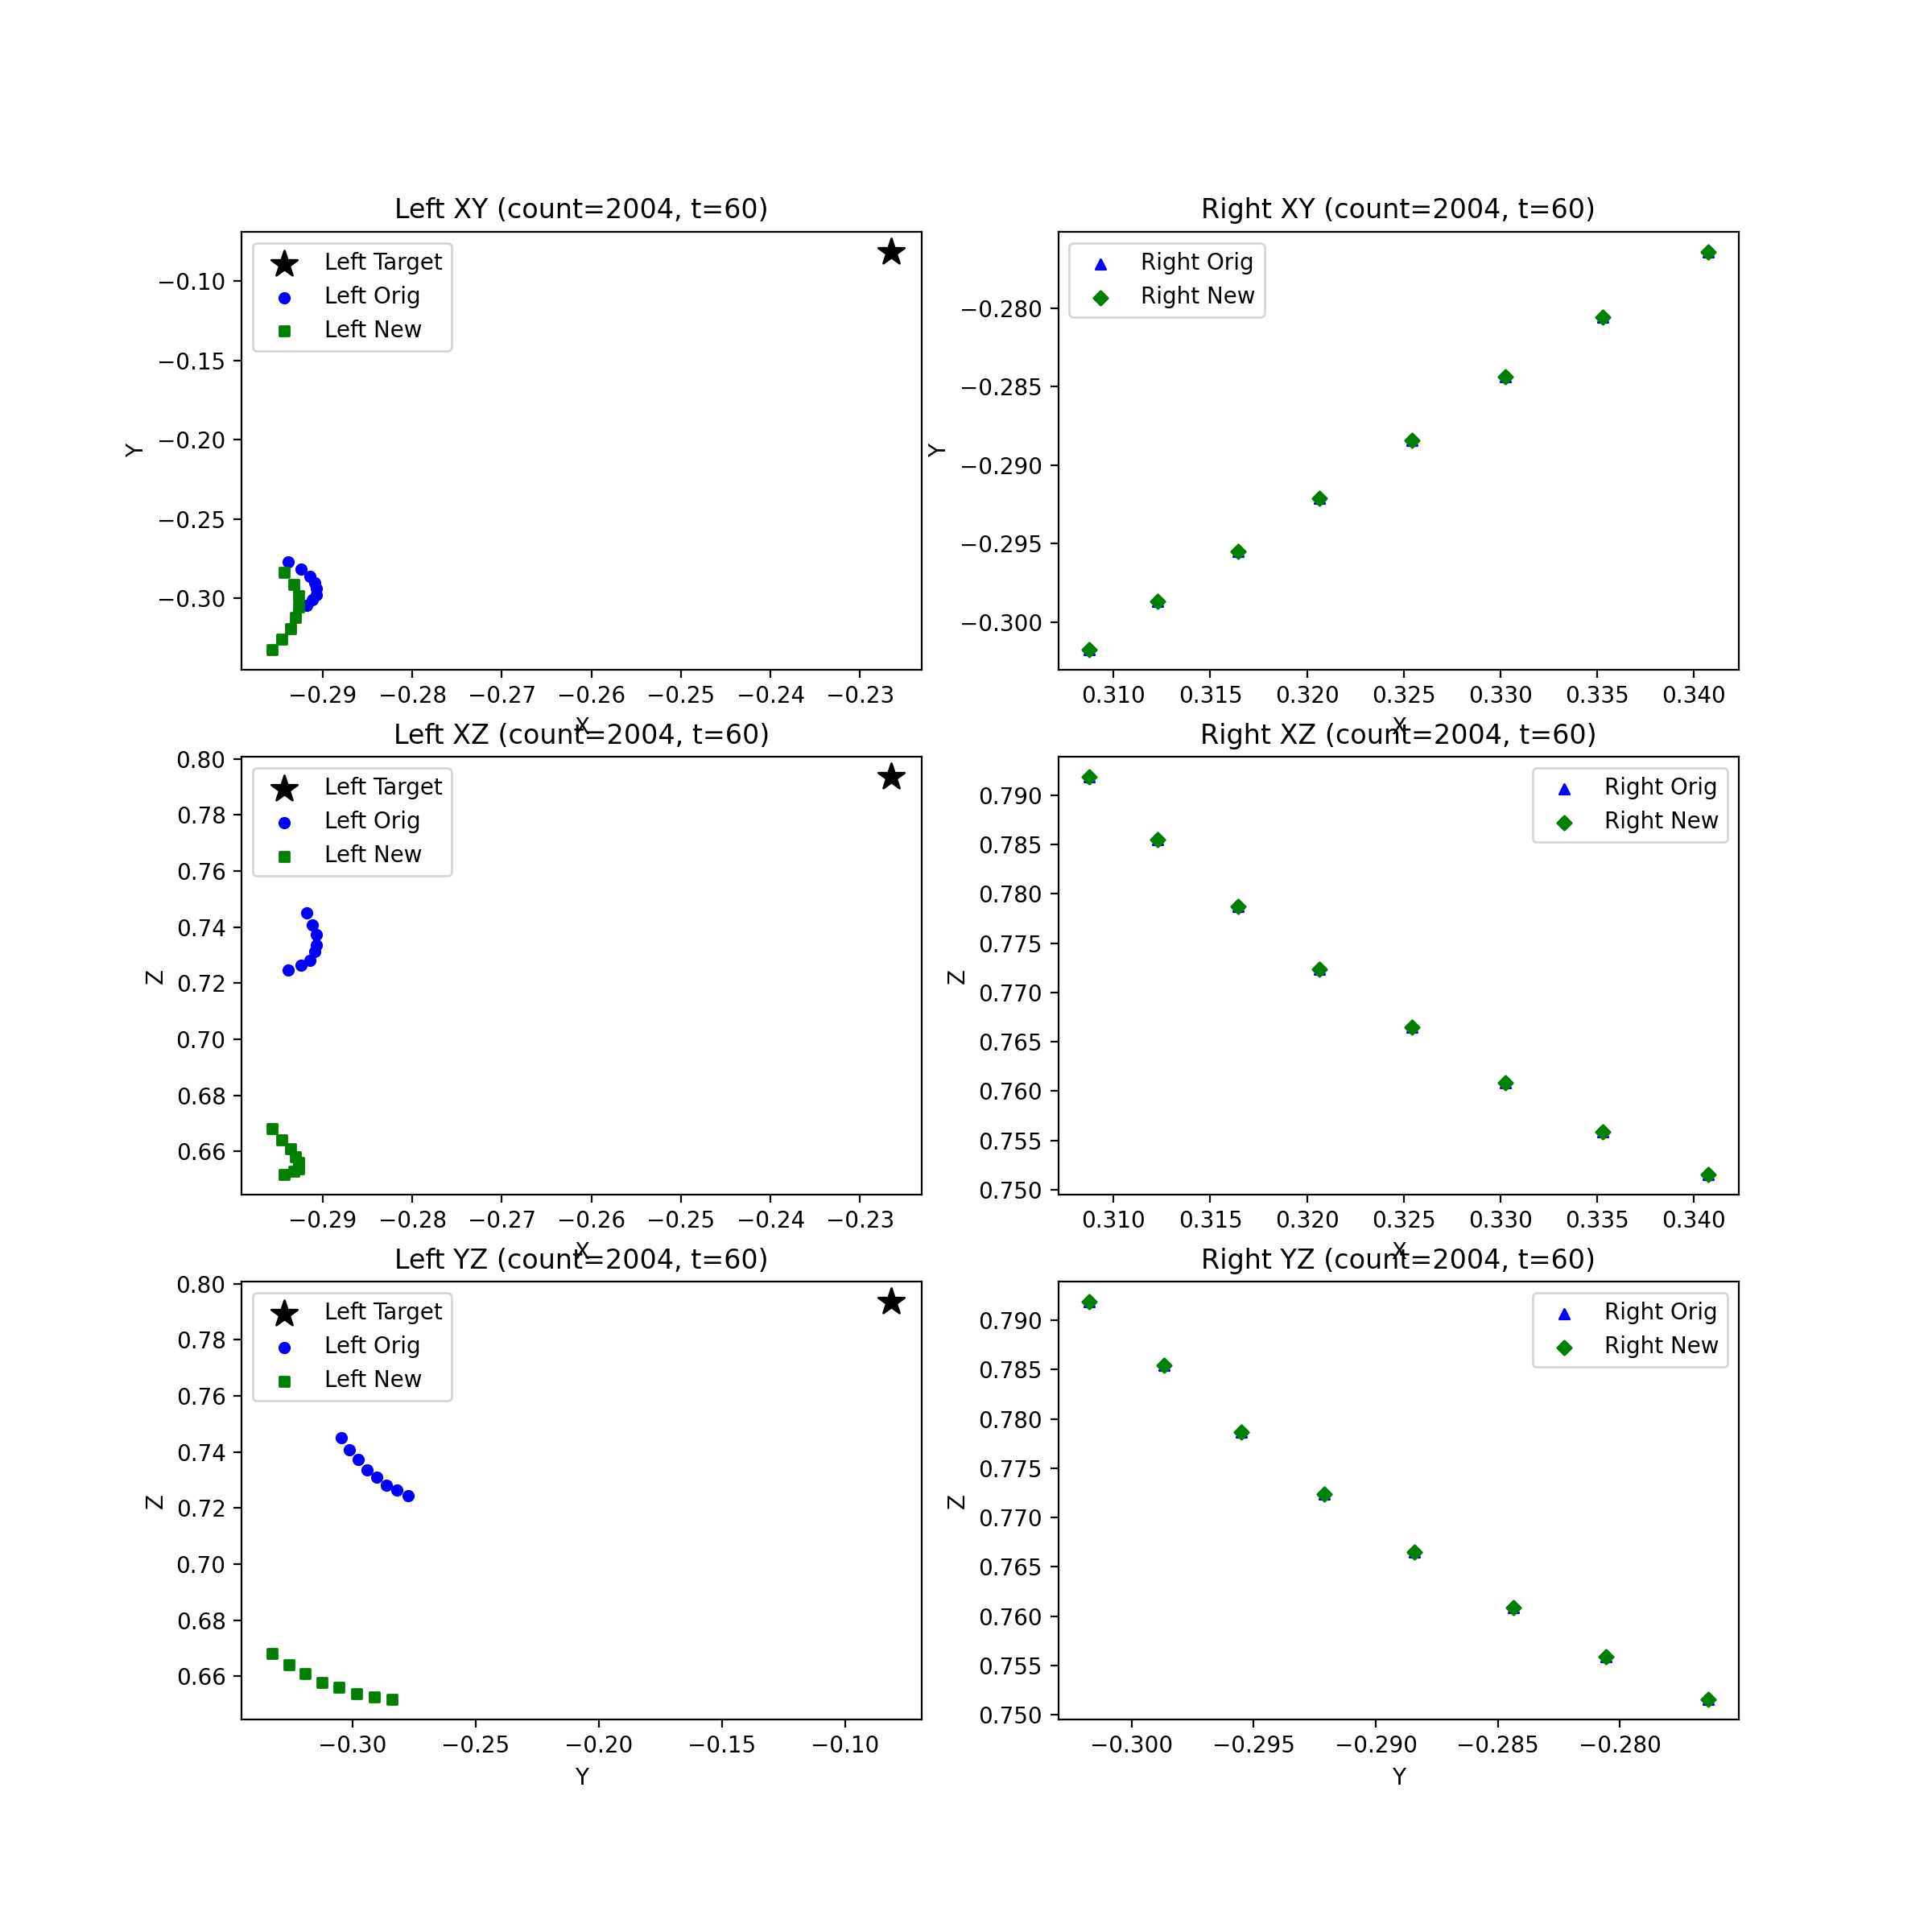 Left XY (count=2004, t=60)
Left Target
Left Orig
Left New
−0.10
−0.15
−0.20
−0.25
−0.30
Y
−0.29
−0.28
−0.27
−0.26
−0.25
−0.24
−0.23
X
Right XY (count=2004, t=60)
Right Orig
Right New
−0.280
−0.285
−0.290
−0.295
−0.300
Y
0.310
0.315
0.320
0.325
0.330
0.335
0.340
X
Left XZ (count=2004, t=60)
Left Target
Left Orig
Left New
0.80
0.78
0.76
0.74
0.72
0.70
0.68
0.66
Z
−0.29
−0.28
−0.27
−0.26
−0.25
−0.24
−0.23
X
Right XZ (count=2004, t=60)
Right Orig
Right New
0.790
0.785
0.780
0.775
0.770
0.765
0.760
0.755
0.750
Z
0.310
0.315
0.320
0.325
0.330
0.335
0.340
X
Left YZ (count=2004, t=60)
Left Target
Left Orig
Left New
0.80
0.78
0.76
0.74
0.72
0.70
0.68
0.66
Z
−0.30
−0.25
−0.20
−0.15
−0.10
Y
Right YZ (count=2004, t=60)
Right Orig
Right New
0.790
0.785
0.780
0.775
0.770
0.765
0.760
0.755
0.750
Z
−0.300
−0.295
−0.290
−0.285
−0.280
Y